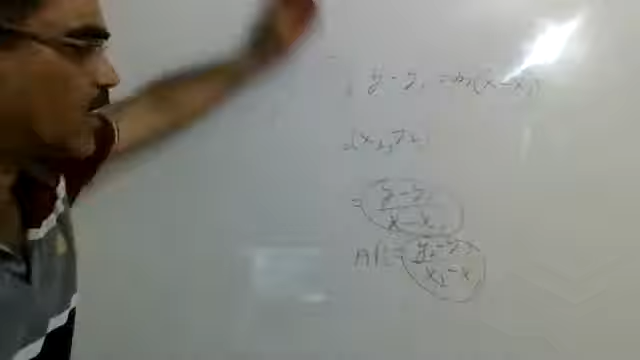 y - y₁ = m(x - x₁)
(x₂, y₂)
= y - y₁ / x - x₁
= y₂ - y₁ / x₂ - x₁